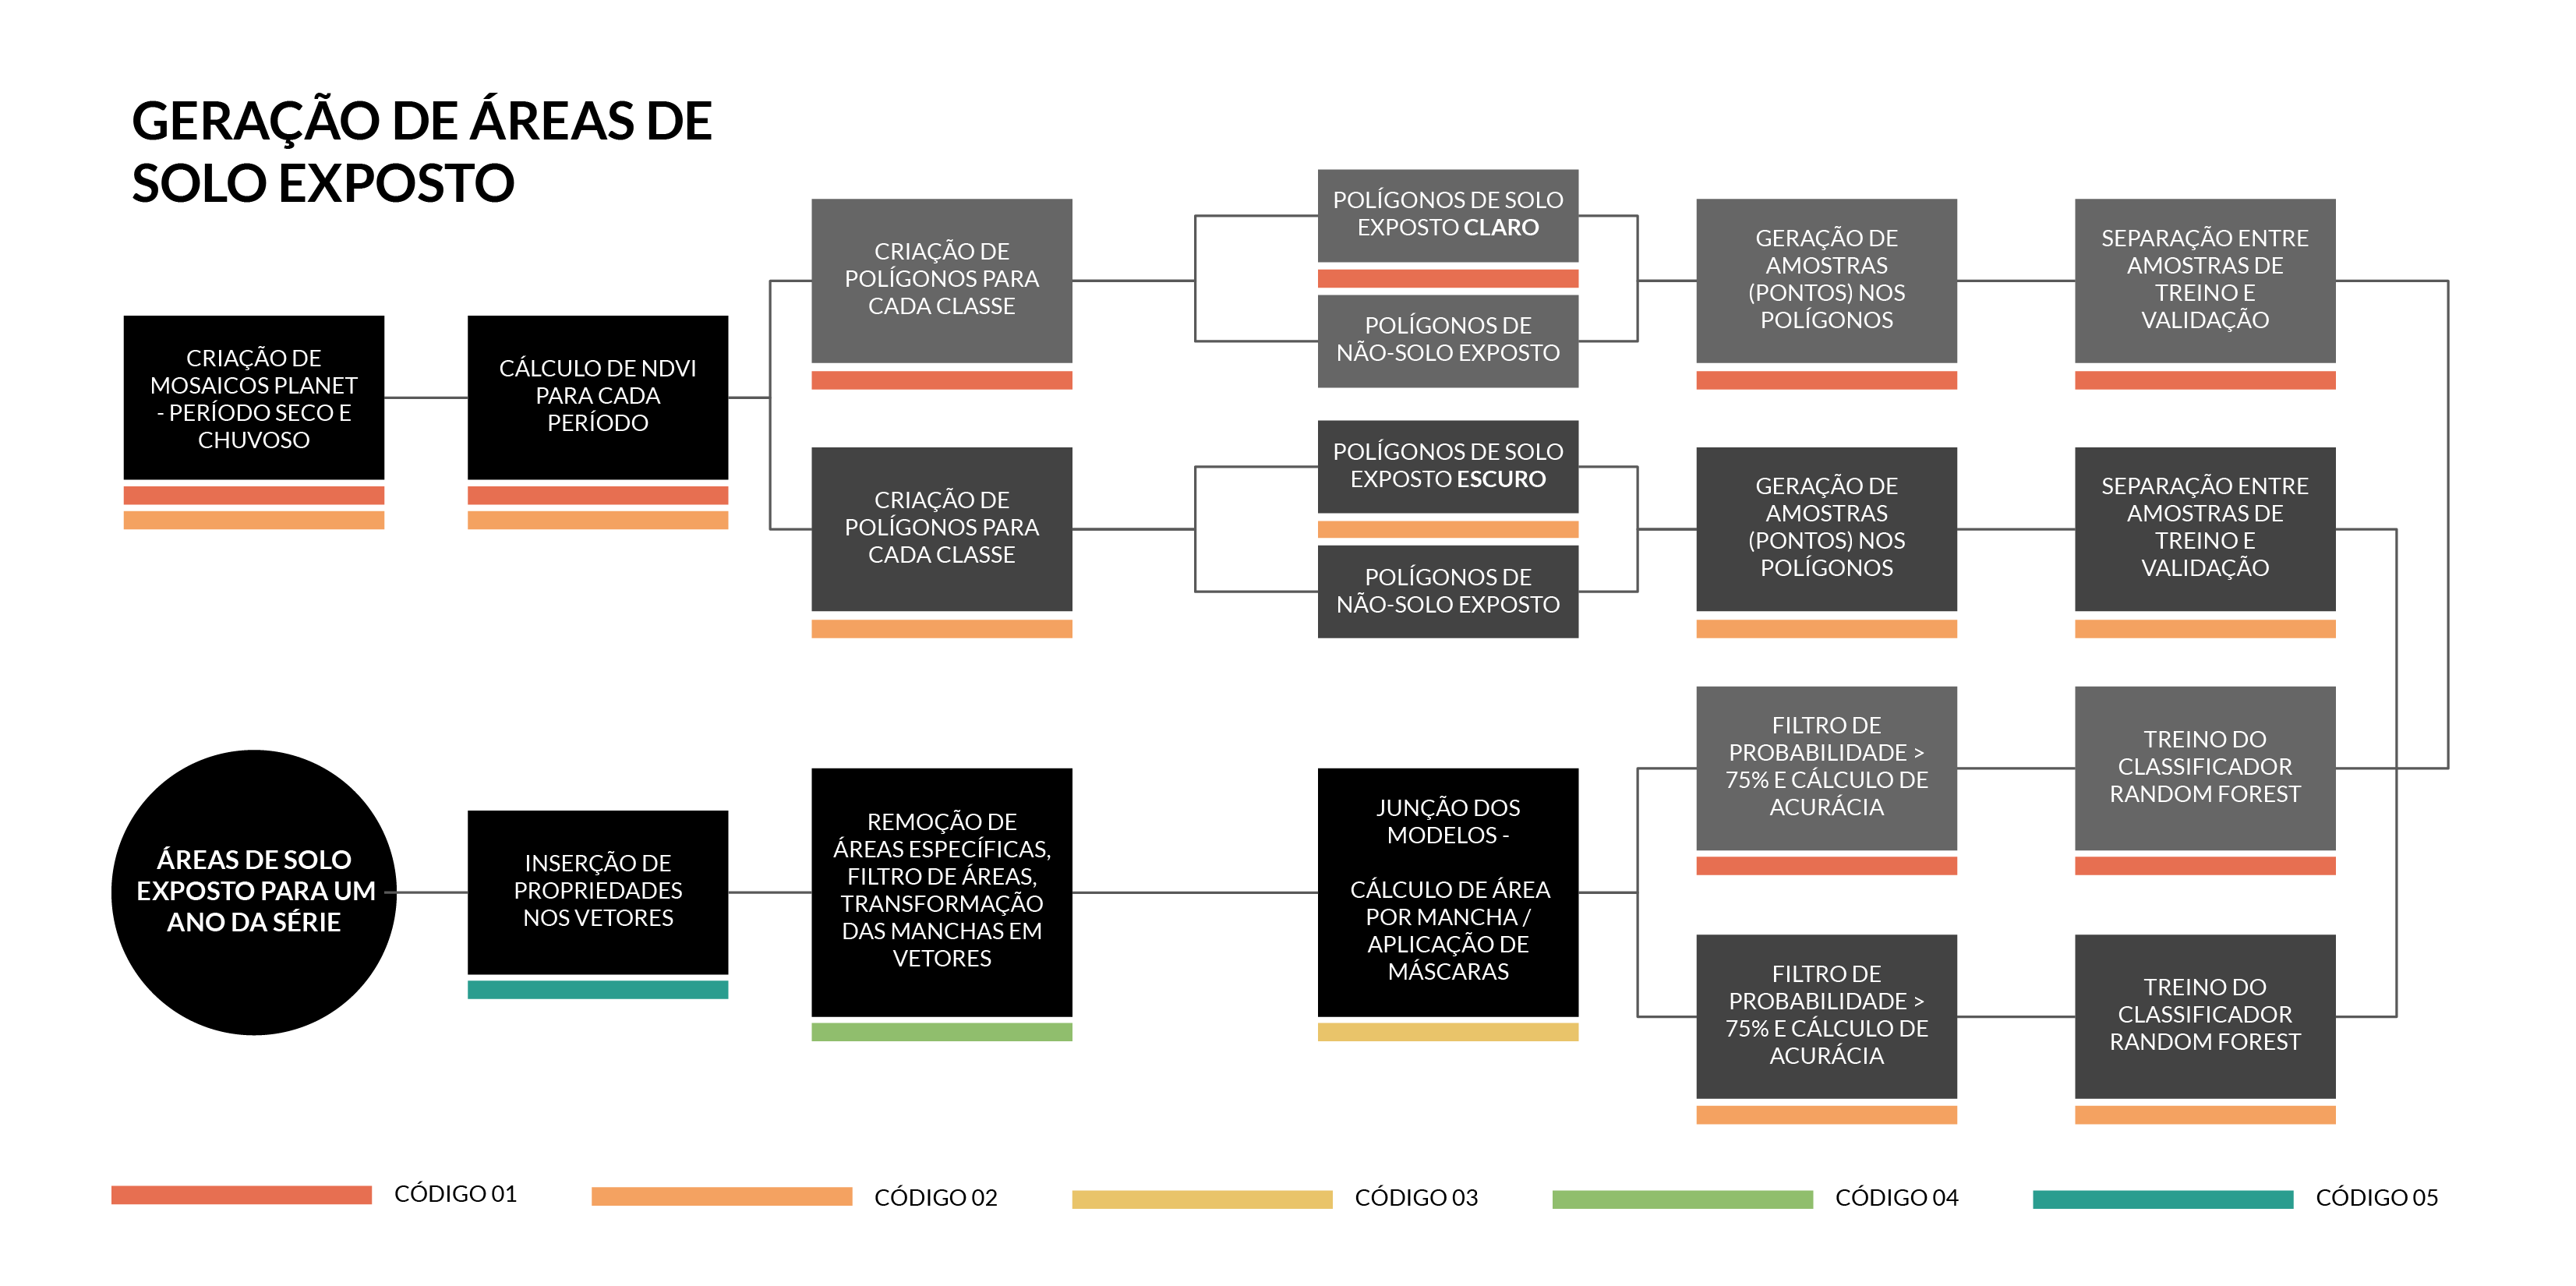 GERAÇÃO DE ÁREAS DE
SOLO EXPOSTO
CRIAÇÃO DE
MOSAICOS PLANET
- PERÍODO SECO E
CHUVOSO
CÁLCULO DE NDVI
PARA CADA
PERÍODO
CRIAÇÃO DE
POLÍGONOS PARA
CADA CLASSE
POLÍGONOS DE SOLO
EXPOSTO CLARO
POLÍGONOS DE
NÃO-SOLO EXPOSTO
GERAÇÃO DE
AMOSTRAS
(PONTOS) NOS
POLÍGONOS
SEPARAÇÃO ENTRE
AMOSTRAS DE
TREINO E
VALIDAÇÃO
CRIAÇÃO DE
POLÍGONOS PARA
CADA CLASSE
POLÍGONOS DE SOLO
EXPOSTO ESCURO
POLÍGONOS DE
NÃO-SOLO EXPOSTO
GERAÇÃO DE
AMOSTRAS
(PONTOS) NOS
POLÍGONOS
SEPARAÇÃO ENTRE
AMOSTRAS DE
TREINO E
VALIDAÇÃO
TREINO DO
CLASSIFICADOR
RANDOM FOREST
FILTRO DE
PROBABILIDADE >
75% E CÁLCULO DE
ACURÁCIA
TREINO DO
CLASSIFICADOR
RANDOM FOREST
FILTRO DE
PROBABILIDADE >
75% E CÁLCULO DE
ACURÁCIA
JUNÇÃO DOS
MODELOS -
CÁLCULO DE ÁREA
POR MANCHA /
APLICAÇÃO DE
MÁSCARAS
REMOÇÃO DE
ÁREAS ESPECÍFICAS,
FILTRO DE ÁREAS,
TRANSFORMAÇÃO
DAS MANCHAS EM
VETORES
INSERÇÃO DE
PROPRIEDADES
NOS VETORES
ÁREAS DE SOLO
EXPOSTO PARA UM
ANO DA SÉRIE
CÓDIGO 01
CÓDIGO 02
CÓDIGO 03
CÓDIGO 04
CÓDIGO 05